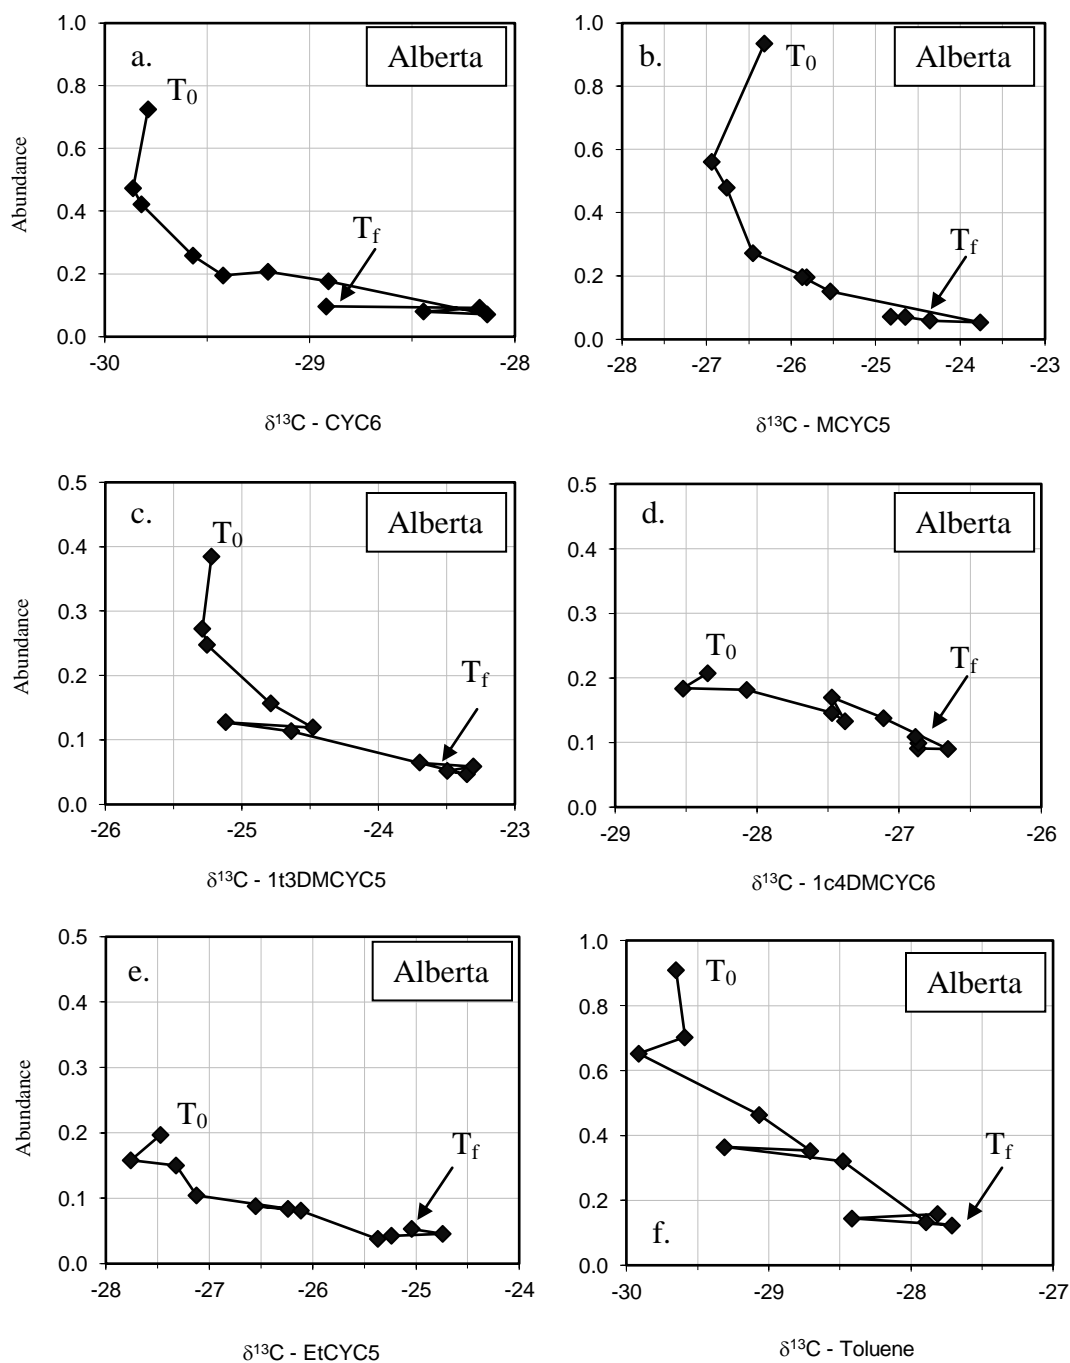 a.
Alberta
T₀
T_f
Abundance
1.0
0.8
0.6
0.4
0.2
0.0
-30 -29 -28
δ¹³C - CYC6
b.
Alberta
T₀
T_f
1.0
0.8
0.6
0.4
0.2
0.0
-28 -27 -26 -25 -24 -23
δ¹³C - MCYC5
c.
Alberta
T₀
T_f
Abundance
0.5
0.4
0.3
0.2
0.1
0.0
-26 -25 -24 -23
δ¹³C - 1t3DMCYC5
d.
Alberta
T₀
T_f
0.5
0.4
0.3
0.2
0.1
0.0
-29 -28 -27 -26
δ¹³C - 1c4DMCYC6
e.
Alberta
T₀
T_f
Abundance
0.5
0.4
0.3
0.2
0.1
0.0
-28 -27 -26 -25 -24
δ¹³C - EtCYC5
Alberta
T₀
T_f
f.
1.0
0.8
0.6
0.4
0.2
0.0
-30 -29 -28 -27
δ¹³C - Toluene